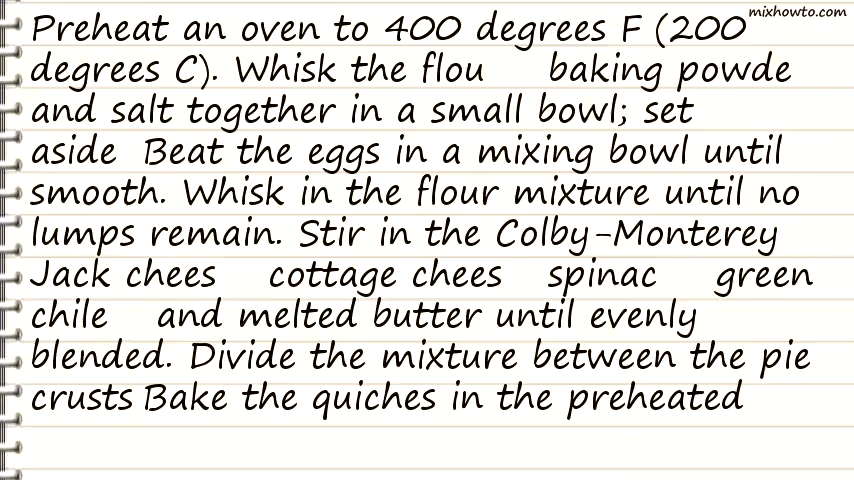 mixhowto.com
Preheat an oven to 400 degrees F (200
degrees C). Whisk the flou baking powde
and salt together in a small bowl; set
aside Beat the eggs in a mixing bowl until
smooth. Whisk in the flour mixture until no
lumps remain. Stir in the Colby-Monterey
Jack chees cottage chees spinac green
chile and melted butter until evenly
blended. Divide the mixture between the pie
crusts Bake the quiches in the preheated